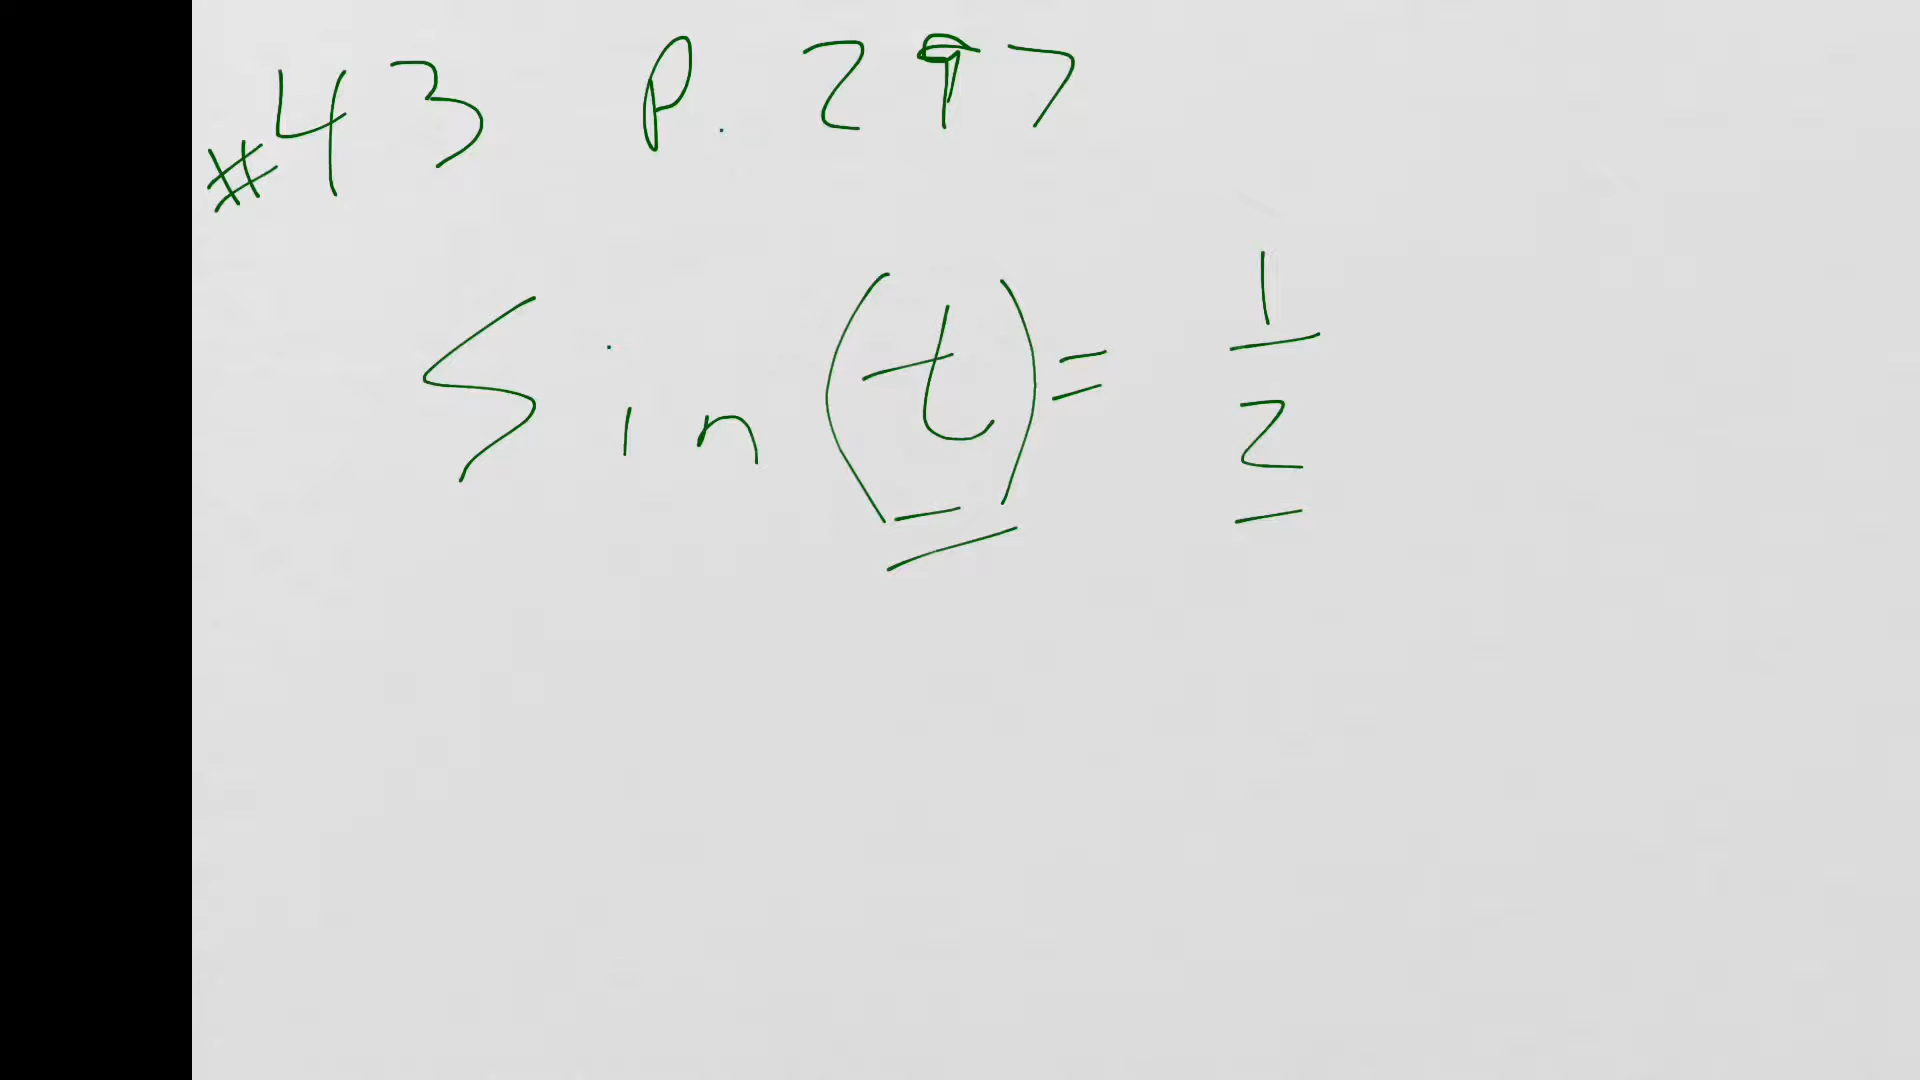 #43 p. 297
Sin(t) = 1/2